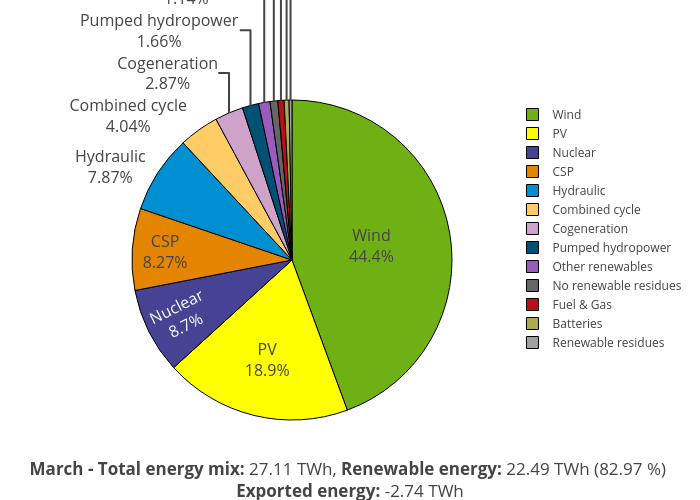 1.14%
Pumped hydropower
1.66%
Cogeneration
2.87%
Combined cycle
4.04%
Hydraulic
7.87%
CSP
8.27%
Nuclear
8.7%
PV
18.9%
Wind
44.4%
Wind
PV
Nuclear
CSP
Hydraulic
Combined cycle
Cogeneration
Pumped hydropower
Other renewables
No renewable residues
Fuel & Gas
Batteries
Renewable residues
March - Total energy mix: 27.11 TWh, Renewable energy: 22.49 TWh (82.97 %)
Exported energy: -2.74 TWh